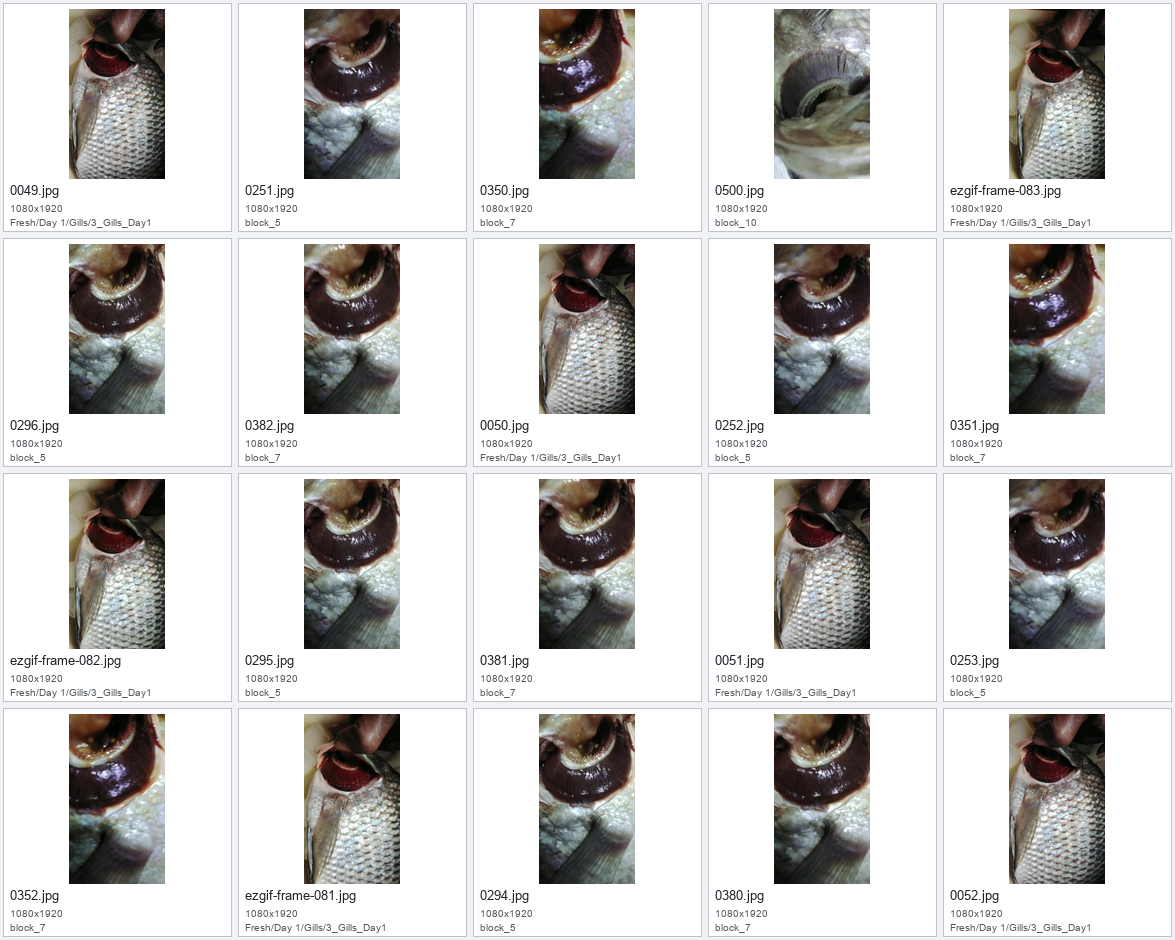 0049.jpg
1080x1920
Fresh/Day 1/Gills/3_Gills_Day1
0251.jpg
1080x1920
block_5
0350.jpg
1080x1920
block_7
0500.jpg
1080x1920
block_10
ezgif-frame-083.jpg
1080x1920
Fresh/Day 1/Gills/3_Gills_Day1
0296.jpg
1080x1920
block_5
0382.jpg
1080x1920
block_7
0050.jpg
1080x1920
Fresh/Day 1/Gills/3_Gills_Day1
0252.jpg
1080x1920
block_5
0351.jpg
1080x1920
block_7
ezgif-frame-082.jpg
1080x1920
Fresh/Day 1/Gills/3_Gills_Day1
0295.jpg
1080x1920
block_5
0381.jpg
1080x1920
block_7
0051.jpg
1080x1920
Fresh/Day 1/Gills/3_Gills_Day1
0253.jpg
1080x1920
block_5
0352.jpg
1080x1920
block_7
ezgif-frame-081.jpg
1080x1920
Fresh/Day 1/Gills/3_Gills_Day1
0294.jpg
1080x1920
block_5
0380.jpg
1080x1920
block_7
0052.jpg
1080x1920
Fresh/Day 1/Gills/3_Gills_Day1